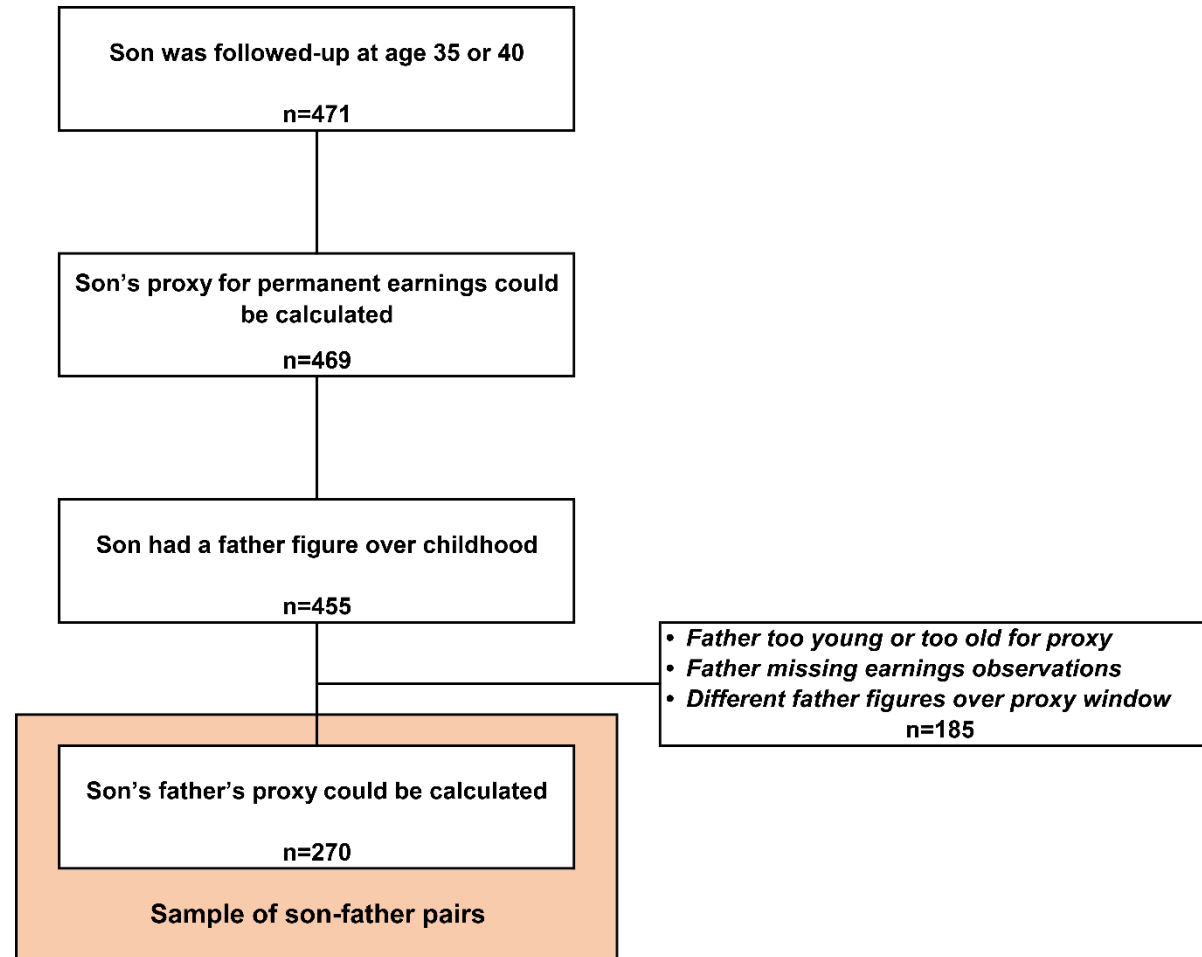 Son was followed-up at age 35 or 40
n=471
Son’s proxy for permanent earnings could
be calculated
n=469
Son had a father figure over childhood
n=455
• Father too young or too old for proxy
• Father missing earnings observations
• Different father figures over proxy window
n=185
Son’s father’s proxy could be calculated
n=270
Sample of son-father pairs